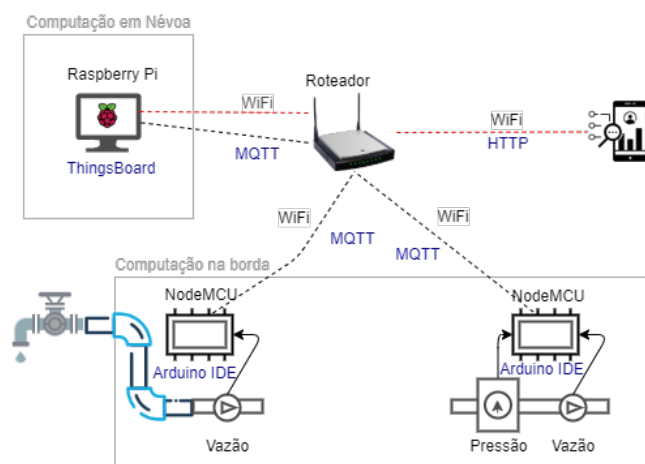 Computação em Névoa
Raspberry Pi
ThingsBoard
WiFi
MQTT
Roteador
WiFi
HTTP
WiFi
MQTT
WiFi
MQTT
Computação na borda
NodeMCU
Arduino IDE
Vazão
NodeMCU
Arduino IDE
Pressão
Vazão